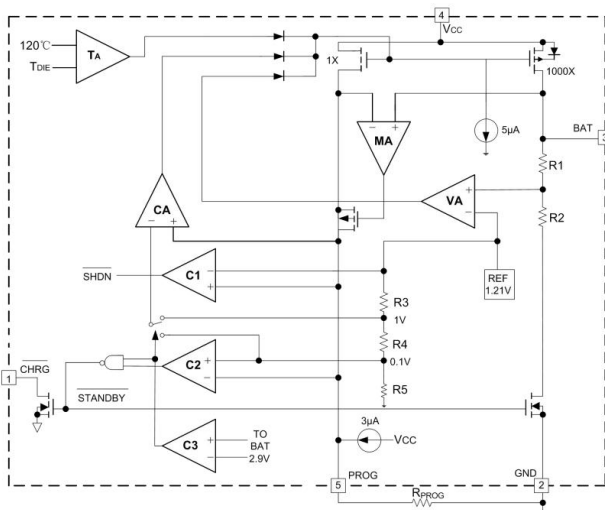 4
Vcc
120℃
TDIE
TA
1X
1000X
5μA
BAT
3
MA
R1
CA
VA
R2
SHDN
C1
REF
1.21V
R3
1V
R4
0.1V
C2
R5
CHRG
1
STANDBY
3μA
VCC
C3
TO
BAT
2.9V
PROG
GND
5
2
RPROG